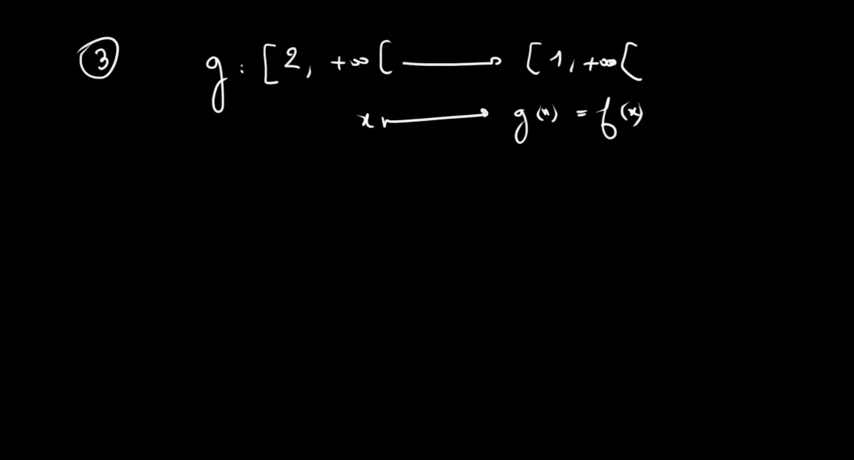 ③ g : [2, +∞[ ⟶ [1, +∞[
x ⟼ g(x) = f(x)